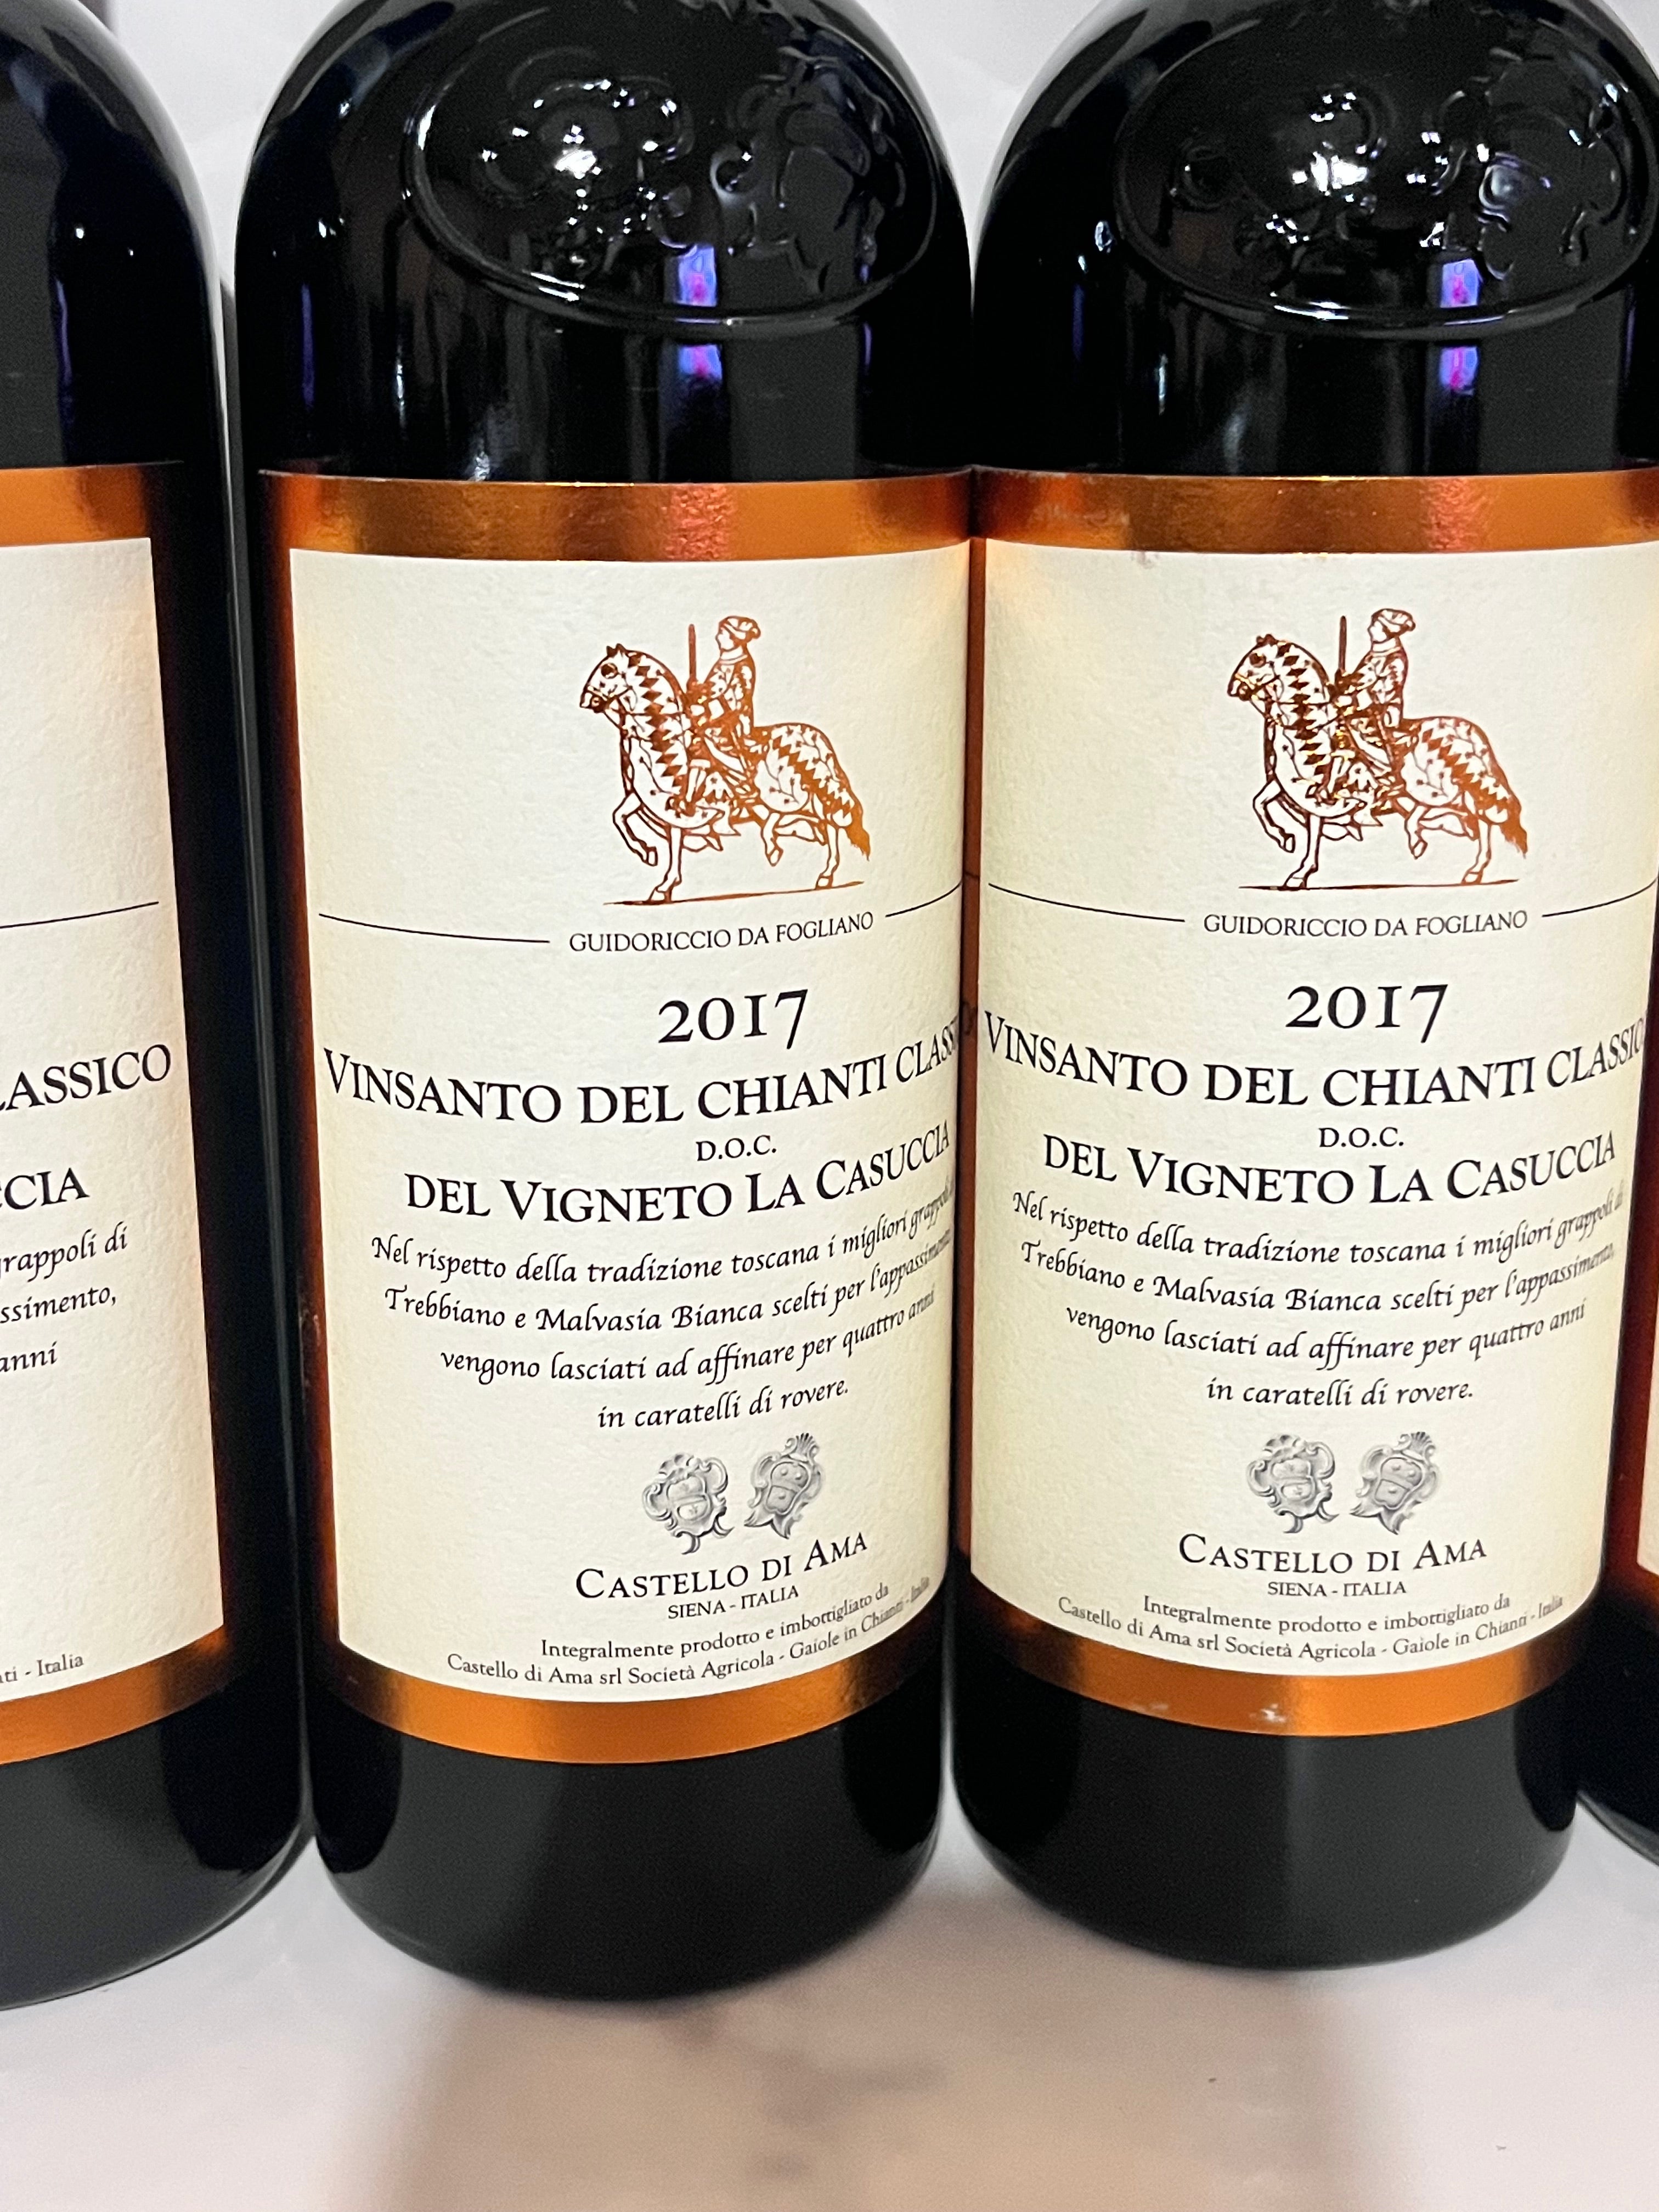 LASSICO
CCIA
grappoli di
ssimento,
anni
ti - Italia
GUIDORICCIO DA FOGLIANO
2017
VINSANTO DEL CHIANTI CLASSI
D.O.C.
DEL VIGNETO LA CASUCCIA
Nel rispetto della tradizione toscana i migliori grappoli
Trebbiano e Malvasia Bianca scelti per l'appassimento
vengono lasciati ad affinare per quattro anni
in caratelli di rovere.
CASTELLO DI AMA
SIENA - ITALIA
Integralmente prodotto e imbottigliato da
Castello di Ama srl Società Agricola - Gaiole in Chianti - Italia
GUIDORICCIO DA FOGLIANO
2017
VINSANTO DEL CHIANTI CLASSICO
D.O.C.
DEL VIGNETO LA CASUCCIA
Nel rispetto della tradizione toscana i migliori grappoli di
Trebbiano e Malvasia Bianca scelti per l'appassimento,
vengono lasciati ad affinare per quattro anni
in caratelli di rovere.
CASTELLO DI AMA
SIENA - ITALIA
Integralmente prodotto e imbottigliato da
Castello di Ama srl Società Agricola - Gaiole in Chianti - Italia